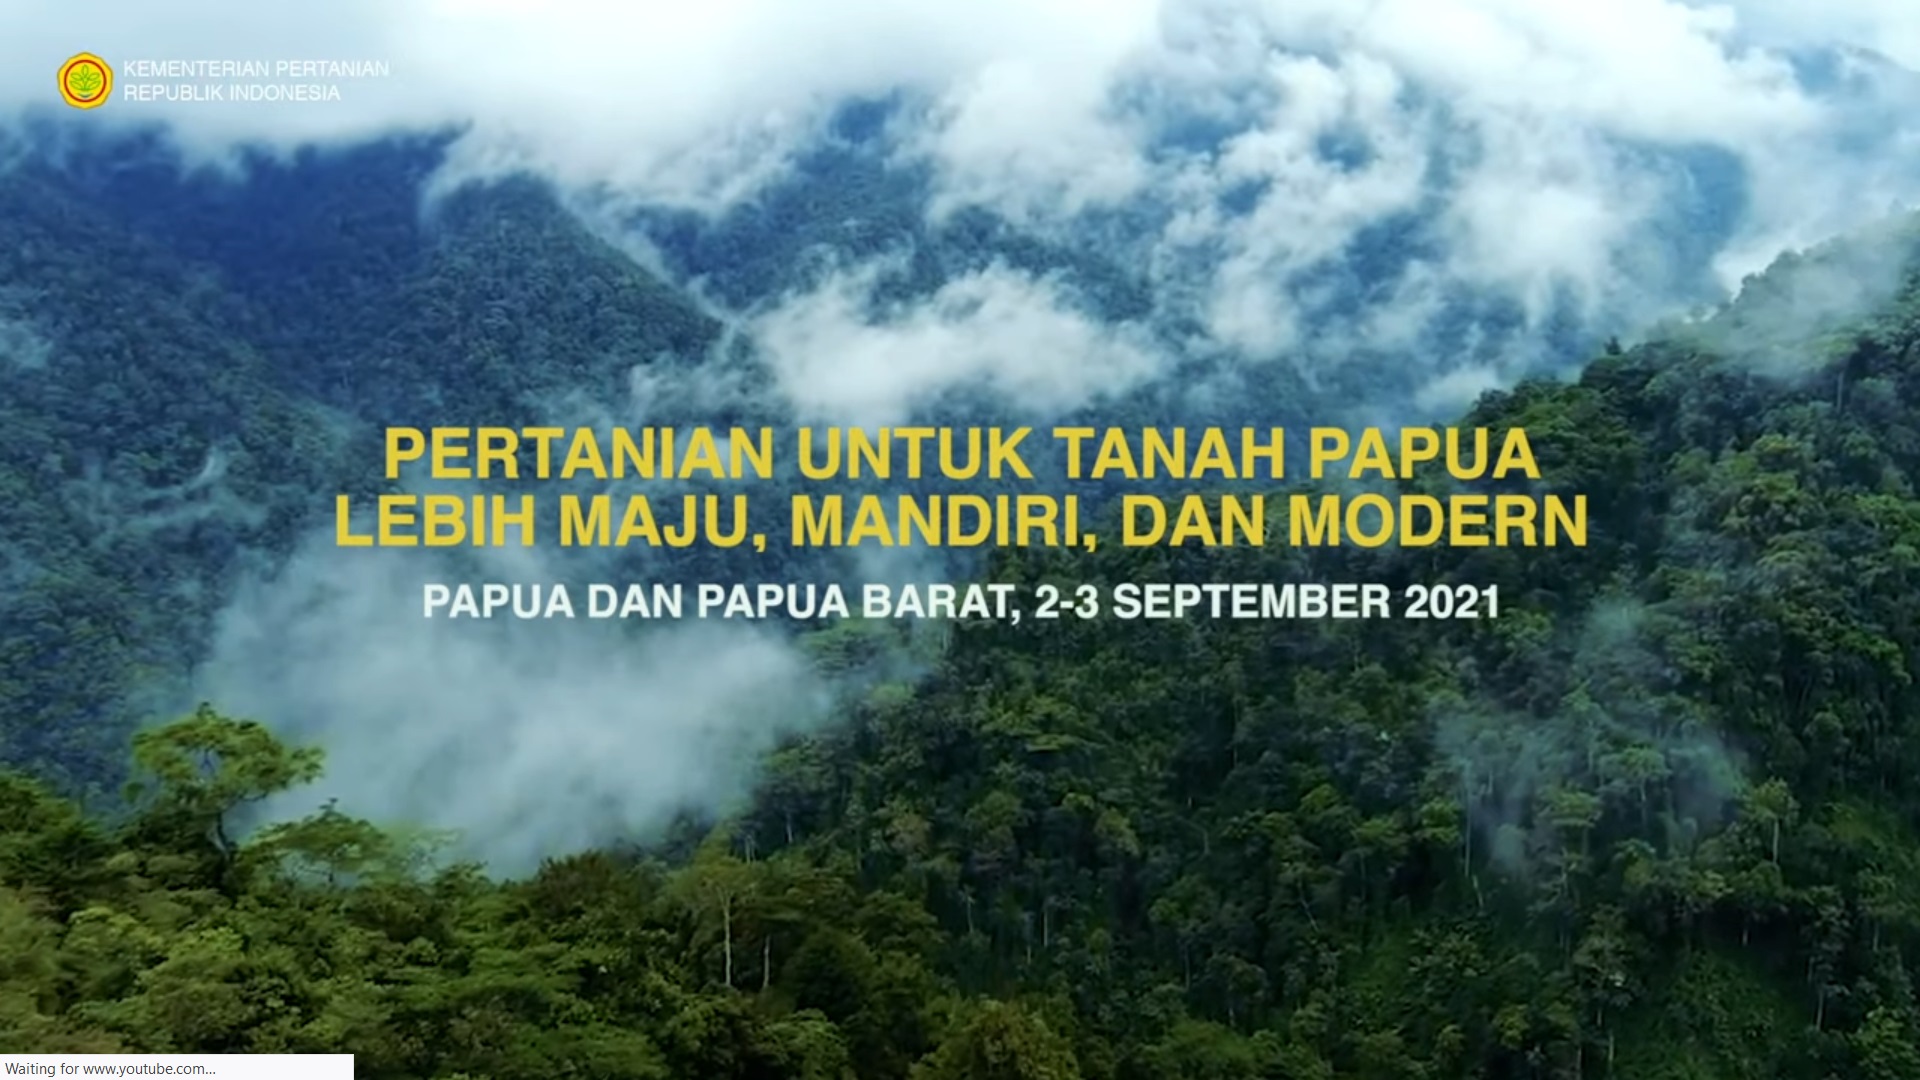 KEMENTERIAN PERTANIAN
REPUBLIK INDONESIA
PERTANIAN UNTUK TANAH PAPUA
LEBIH MAJU, MANDIRI, DAN MODERN
PAPUA DAN PAPUA BARAT, 2-3 SEPTEMBER 2021
Waiting for www.youtube.com...